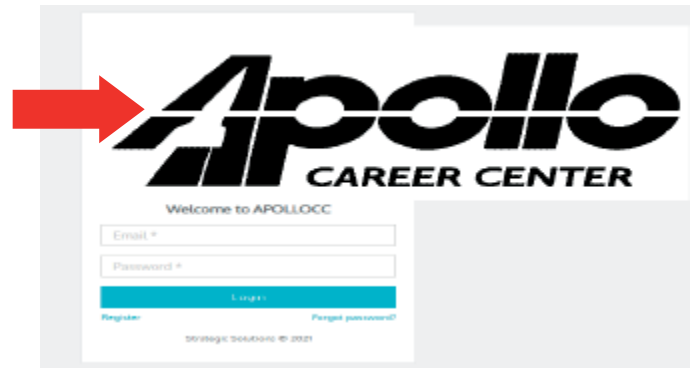 Apollo
CAREER CENTER
Welcome to APOLLOCC
Email *
Password *
Login
Register Forgot password?
Strategic Solutions © 2021